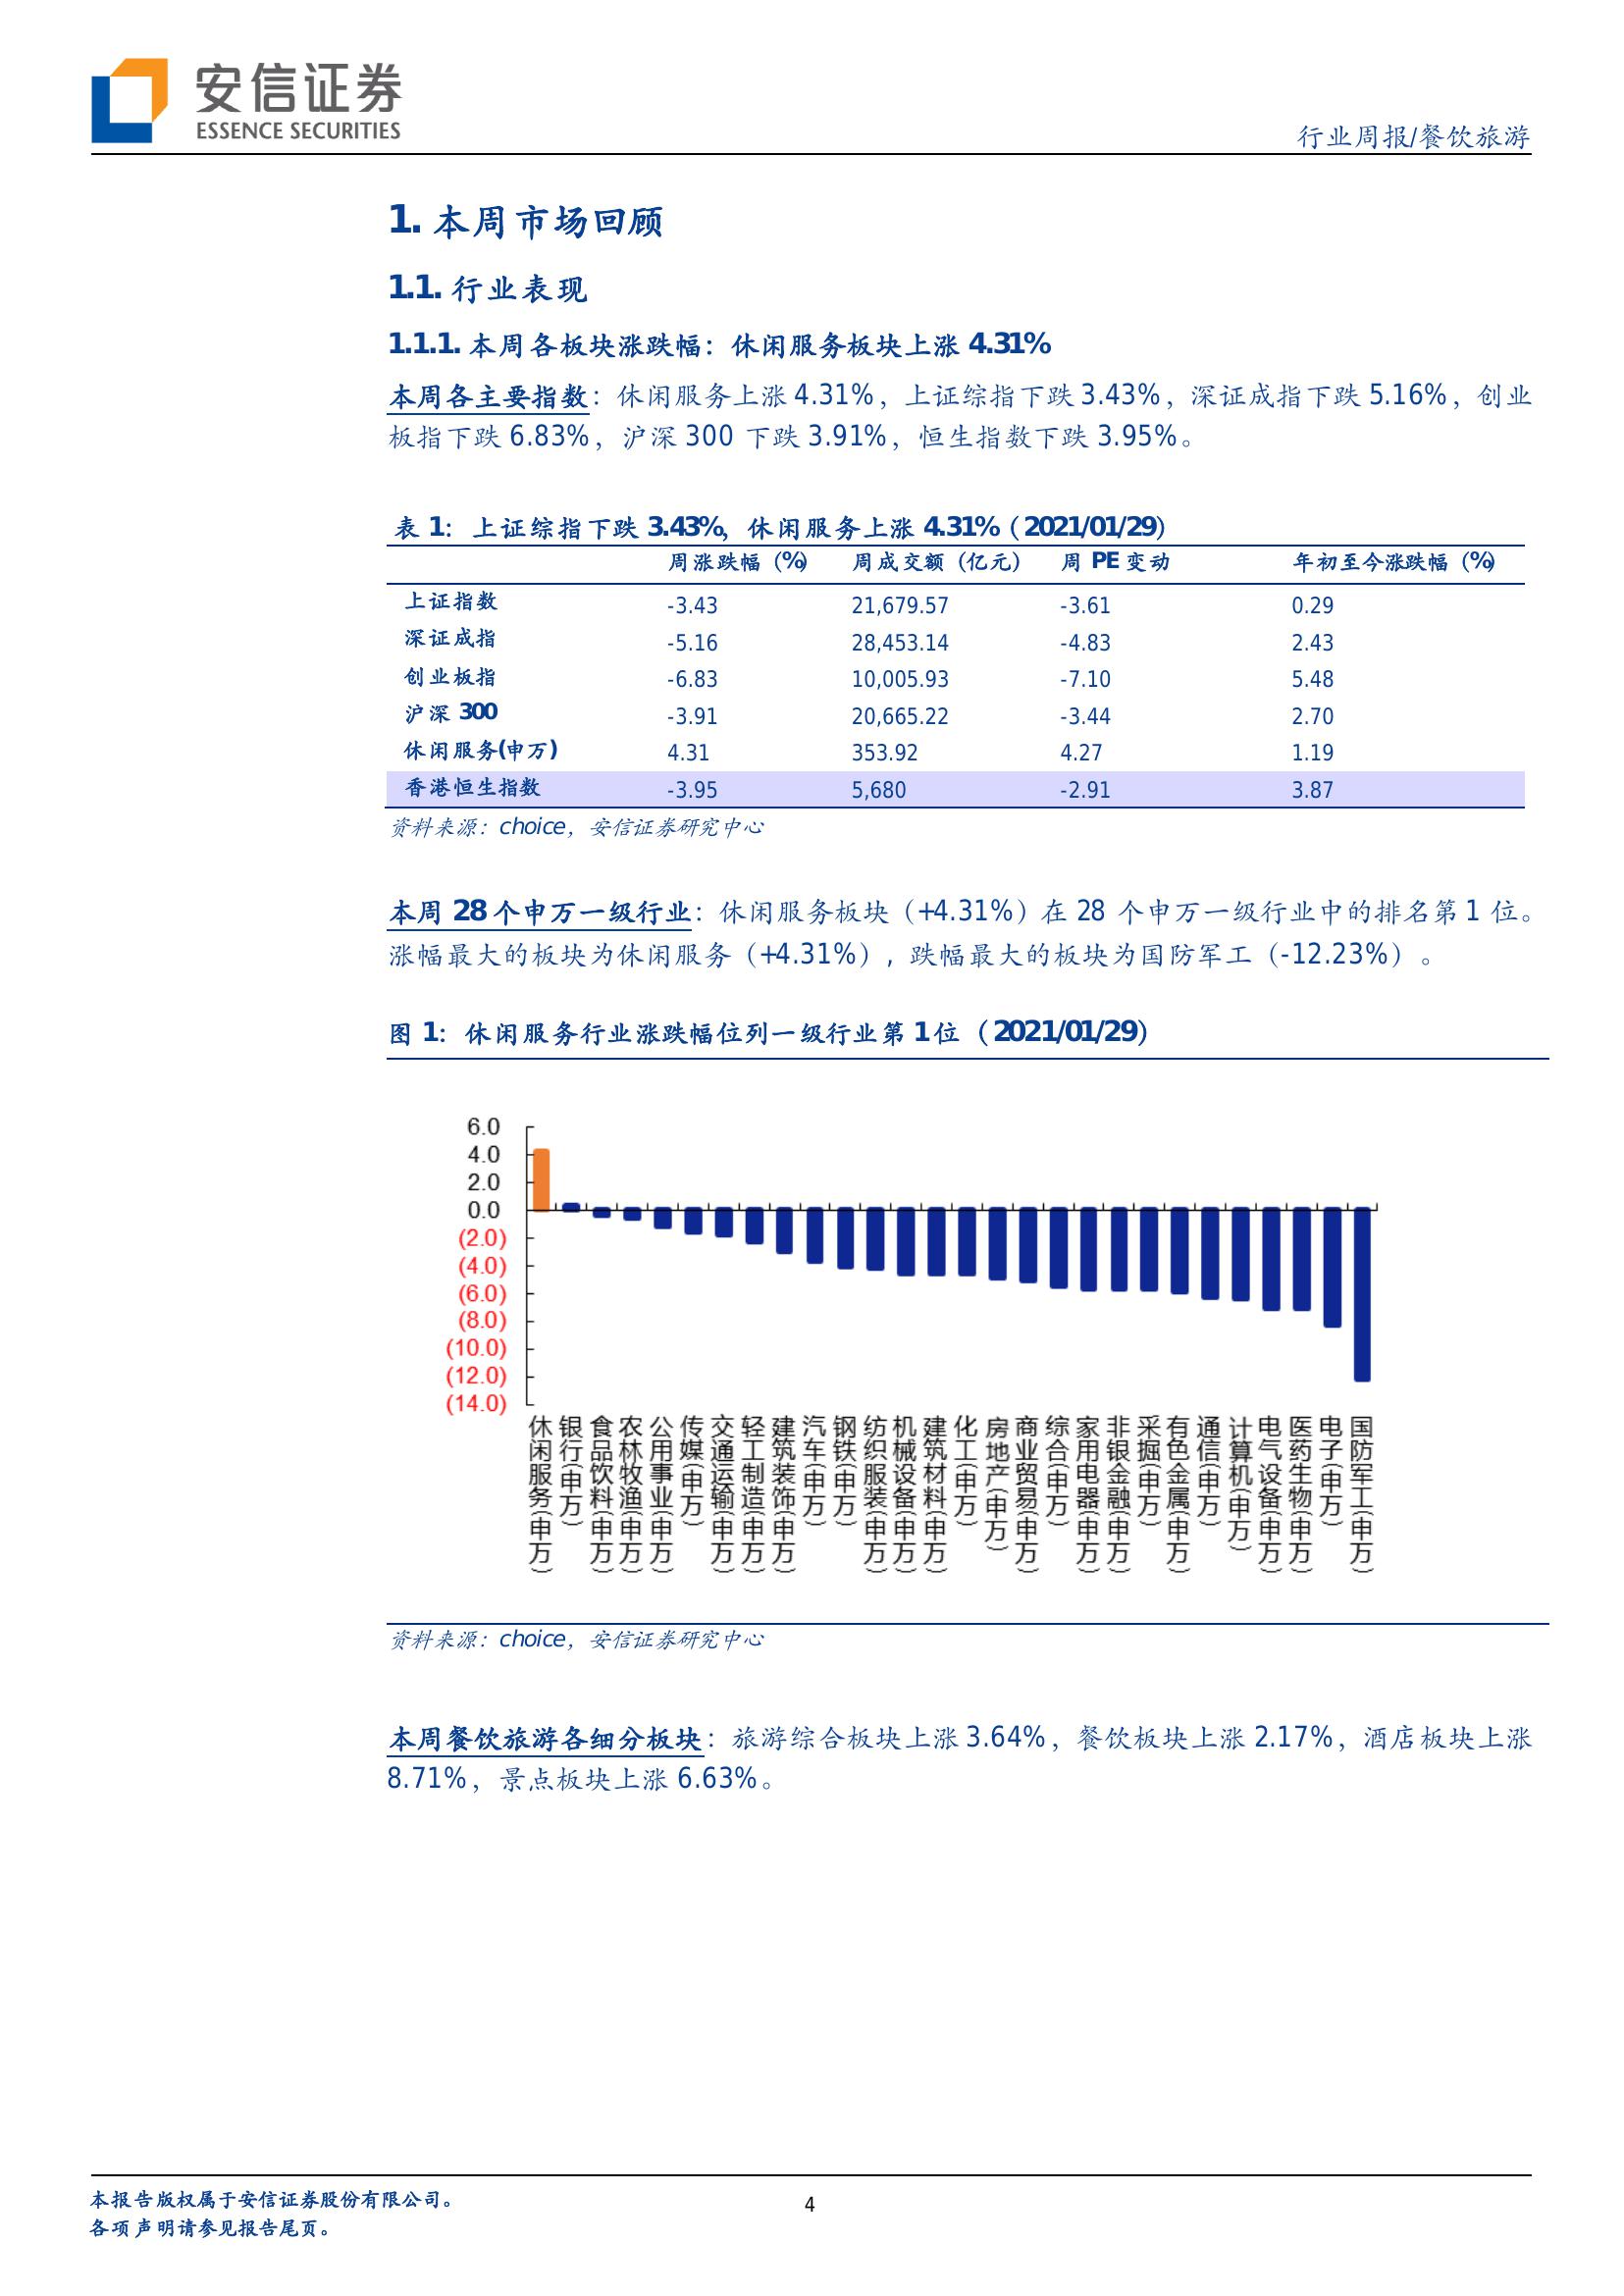 安信证券
ESSENCE SECURITIES
行业周报/餐饮旅游
1. 本周市场回顾
1.1. 行业表现
1.1.1. 本周各板块涨跌幅：休闲服务板块上涨 4.31%
本周各主要指数：休闲服务上涨 4.31%，上证综指下跌 3.43%，深证成指下跌 5.16%，创业
板指下跌 6.83%，沪深 300 下跌 3.91%，恒生指数下跌 3.95%。
表 1：上证综指下跌 3.43%，休闲服务上涨 4.31%（2021/01/29）
周涨跌幅（%） 周成交额（亿元） 周 PE 变动 年初至今涨跌幅（%）
上证指数 -3.43 21,679.57 -3.61 0.29
深证成指 -5.16 28,453.14 -4.83 2.43
创业板指 -6.83 10,005.93 -7.10 5.48
沪深 300 -3.91 20,665.22 -3.44 2.70
休闲服务(申万) 4.31 353.92 4.27 1.19
香港恒生指数 -3.95 5,680 -2.91 3.87
资料来源：choice，安信证券研究中心
本周 28 个申万一级行业：休闲服务板块（+4.31%）在 28 个申万一级行业中的排名第 1 位。
涨幅最大的板块为休闲服务（+4.31%），跌幅最大的板块为国防军工（-12.23%）。
图 1：休闲服务行业涨跌幅位列一级行业第 1 位（2021/01/29）
6.0
4.0
2.0
0.0
(2.0)
(4.0)
(6.0)
(8.0)
(10.0)
(12.0)
(14.0)
休闲服务(申万)
银行(申万)
食品饮料(申万)
农林牧渔(申万)
公用事业(申万)
传媒(申万)
交通运输(申万)
轻工制造(申万)
建筑装饰(申万)
汽车(申万)
钢铁(申万)
纺织服装(申万)
机械设备(申万)
建筑材料(申万)
化工(申万)
房地产(申万)
商业贸易(申万)
综合(申万)
家用电器(申万)
非银金融(申万)
采掘(申万)
有色金属(申万)
通信(申万)
计算机(申万)
电气设备(申万)
医药生物(申万)
电子(申万)
国防军工(申万)
资料来源：choice，安信证券研究中心
本周餐饮旅游各细分板块：旅游综合板块上涨 3.64%，餐饮板块上涨 2.17%，酒店板块上涨
8.71%，景点板块上涨 6.63%。
本报告版权属于安信证券股份有限公司。
各项声明请参见报告尾页。
4